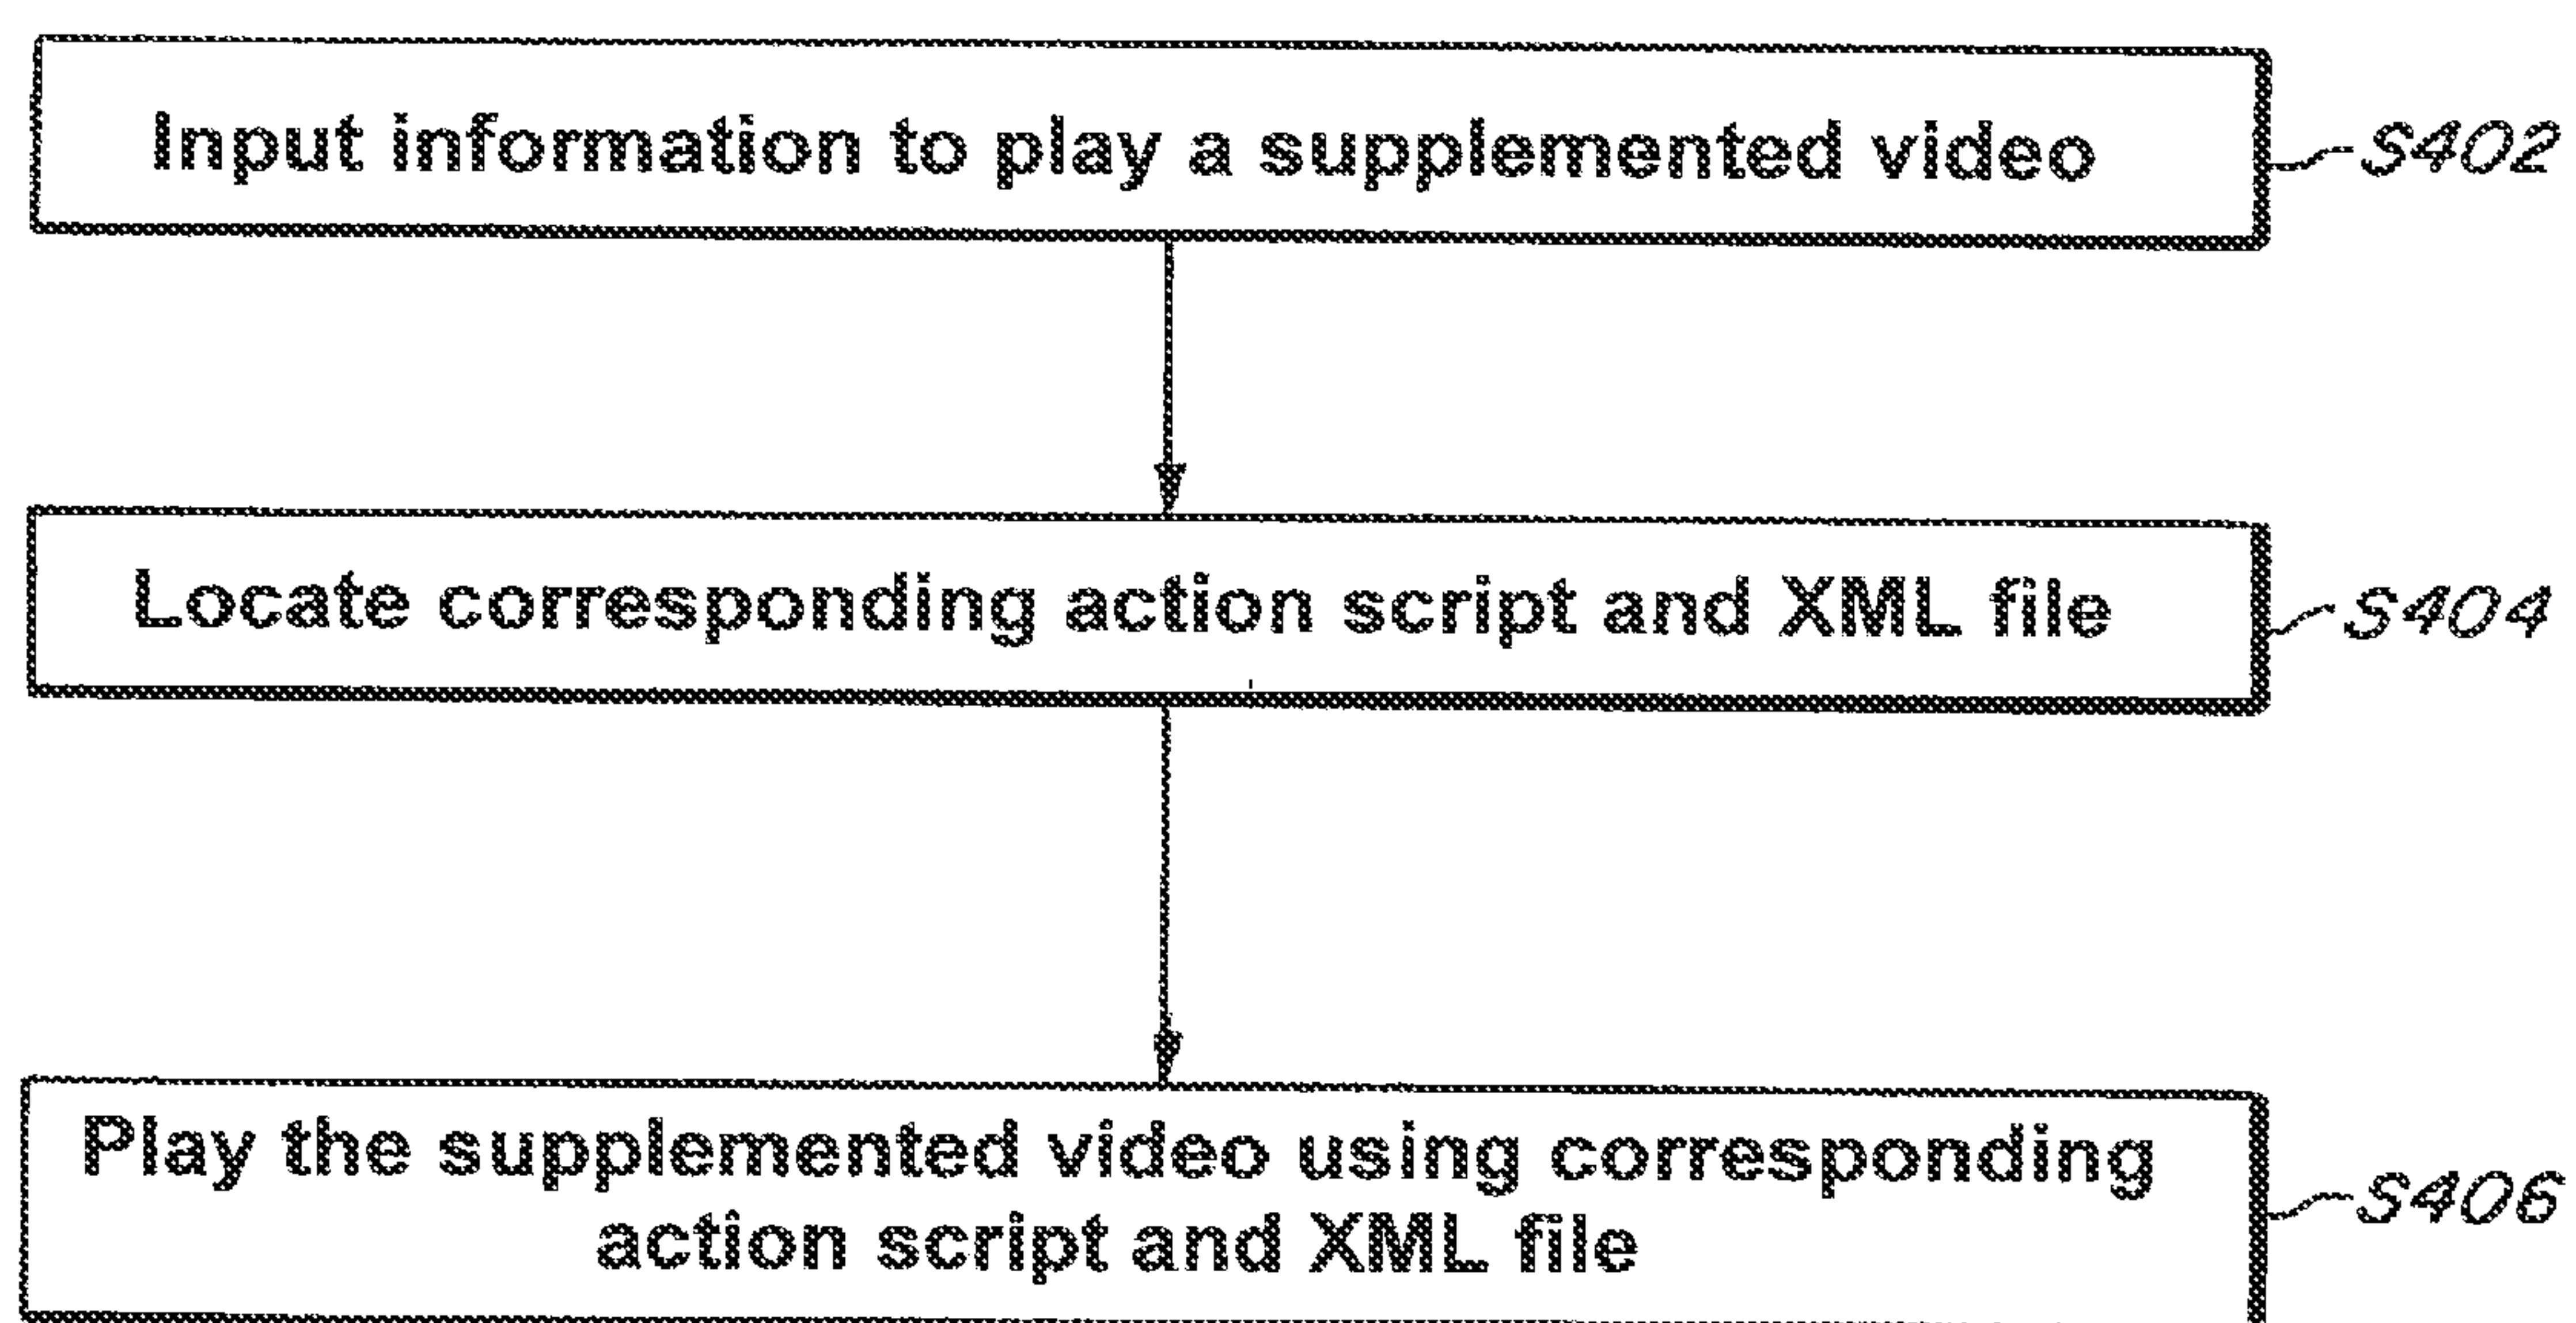 Input information to play a supplemented video
S402
Locate corresponding action script and XML file
S404
Play the supplemented video using corresponding
action script and XML file
S406